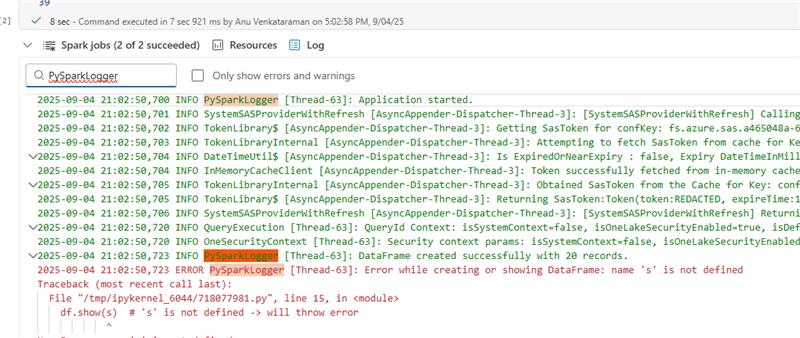 39
[2]
8 sec - Command executed in 7 sec 921 ms by Anu Venkataraman on 5:02:58 PM, 9/04/25
Spark jobs (2 of 2 succeeded) Resources Log
PySparkLogger Only show errors and warnings
2025-09-04 21:02:50,700 INFO PySparkLogger [Thread-63]: Application started.
2025-09-04 21:02:50,701 INFO SystemSASProviderWithRefresh [AsyncAppender-Dispatcher-Thread-3]: [SystemSASProviderWithRefresh] Calling
2025-09-04 21:02:50,702 INFO TokenLibrary$ [AsyncAppender-Dispatcher-Thread-3]: Getting SasToken for confKey: fs.azure.sas.a465048a-6
2025-09-04 21:02:50,703 INFO TokenLibraryInternal [AsyncAppender-Dispatcher-Thread-3]: Attempting to fetch SasToken from cache for Ke
2025-09-04 21:02:50,704 INFO DateTimeUtil$ [AsyncAppender-Dispatcher-Thread-3]: Is ExpiredOrNearExpiry : false, Expiry DateTimeInMill
2025-09-04 21:02:50,704 INFO InMemoryCacheClient [AsyncAppender-Dispatcher-Thread-3]: Token successfully fetched from in-memory cache
2025-09-04 21:02:50,705 INFO TokenLibraryInternal [AsyncAppender-Dispatcher-Thread-3]: Obtained SasToken from the Cache for Key: conf
2025-09-04 21:02:50,705 INFO TokenLibrary$ [AsyncAppender-Dispatcher-Thread-3]: Returning SasToken:Token(token:REDACTED, expireTime:1
2025-09-04 21:02:50,706 INFO SystemSASProviderWithRefresh [AsyncAppender-Dispatcher-Thread-3]: [SystemSASProviderWithRefresh] Returni
2025-09-04 21:02:50,720 INFO QueryExecution [Thread-63]: QueryId Context: isSystemContext=false, isOneLakeSecurityEnabled=true, isDef
2025-09-04 21:02:50,720 INFO OneSecurityContext [Thread-63]: Security context params: isSystemContext=false, isOneLakeSecurityEnabled
2025-09-04 21:02:50,723 INFO PySparkLogger [Thread-63]: DataFrame created successfully with 20 records.
2025-09-04 21:02:50,723 ERROR PySparkLogger [Thread-63]: Error while creating or showing DataFrame: name 's' is not defined
Traceback (most recent call last):
File "/tmp/ipykernel_6044/718077981.py", line 15, in <module>
df.show(s) # 's' is not defined -> will throw error
^